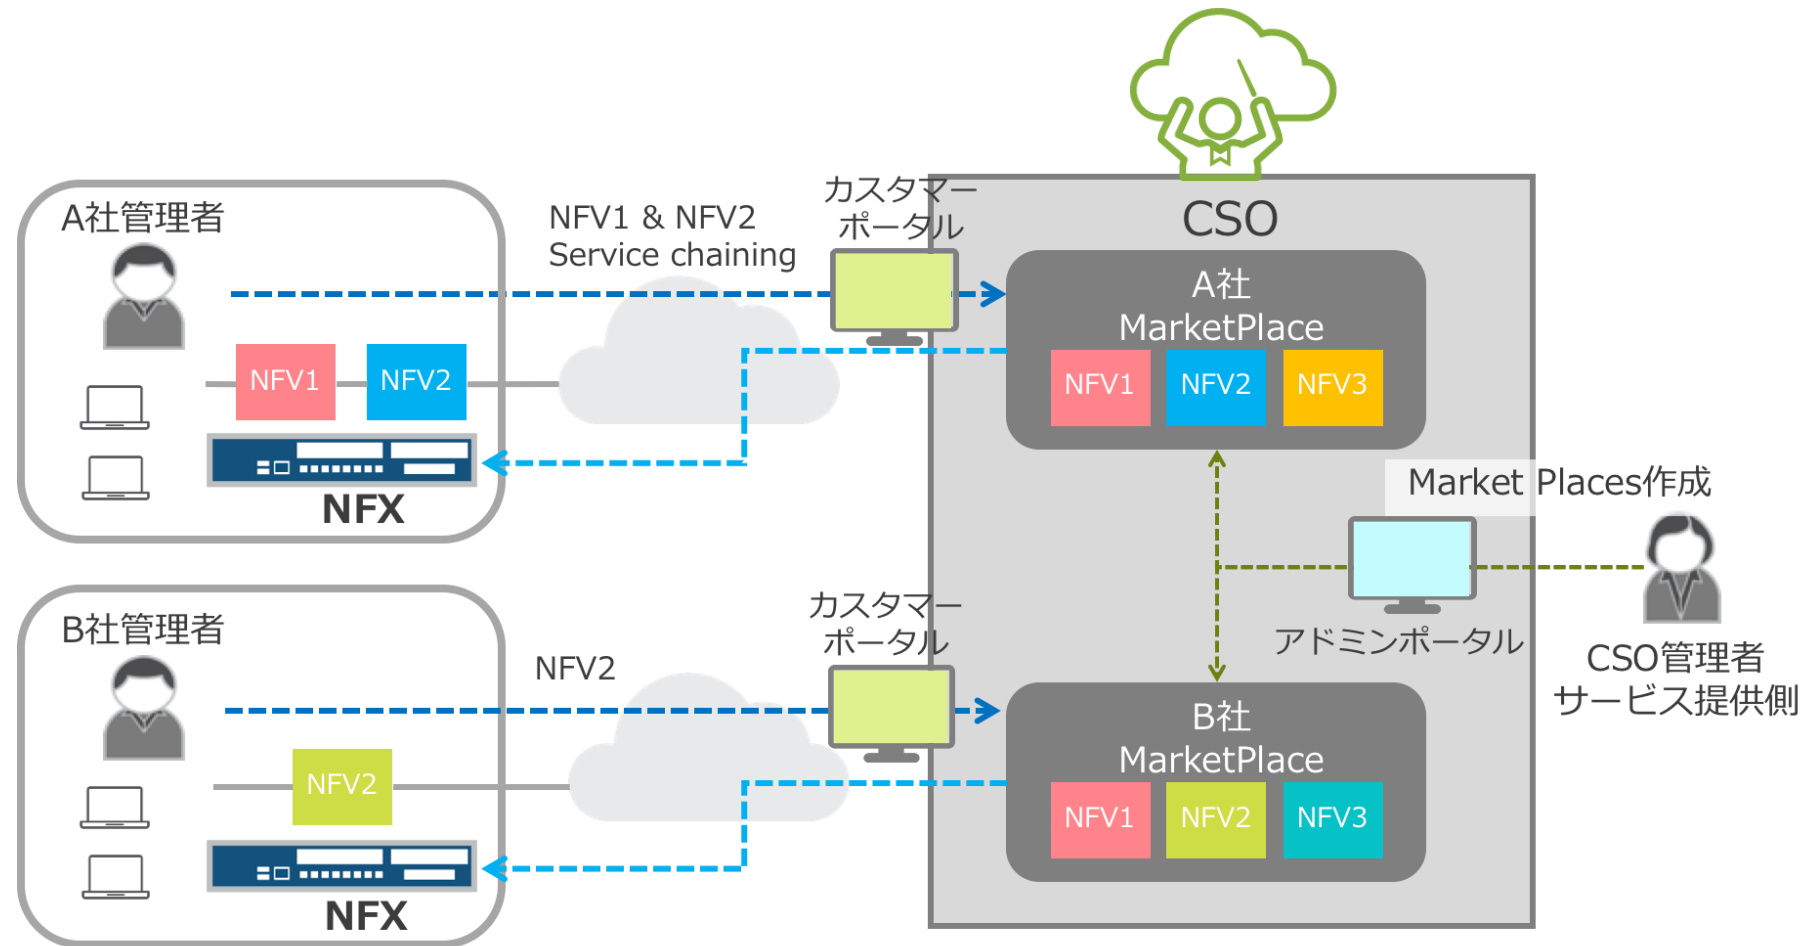 A社管理者
NFV1
NFV2
NFX
NFV1 & NFV2
Service chaining
カスタマー
ポータル
CSO
A社
MarketPlace
NFV1
NFV2
NFV3
Market Places作成
アドミンポータル
CSO管理者
サービス提供側
B社管理者
NFV2
NFX
NFV2
カスタマー
ポータル
B社
MarketPlace
NFV1
NFV2
NFV3